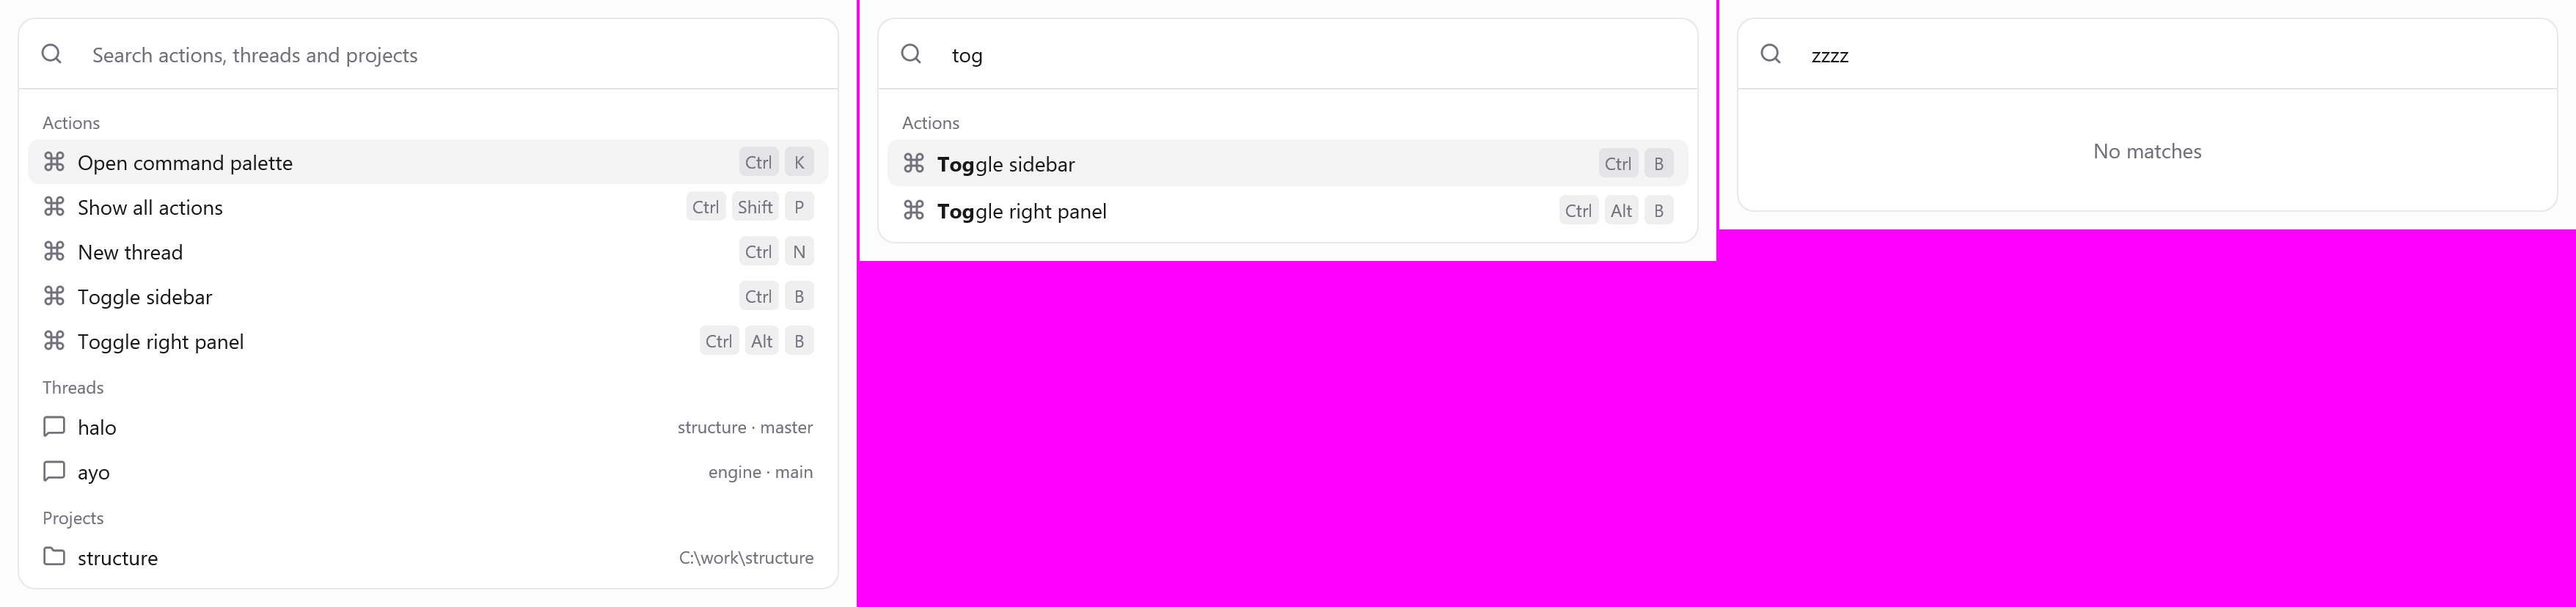 Search actions, threads and projects
Actions
Open command palette Ctrl K
Show all actions Ctrl Shift P
New thread Ctrl N
Toggle sidebar Ctrl B
Toggle right panel Ctrl Alt B
Threads
halo structure · master
ayo engine · main
Projects
structure C:\work\structure
tog
Actions
Toggle sidebar Ctrl B
Toggle right panel Ctrl Alt B
zzzz
No matches